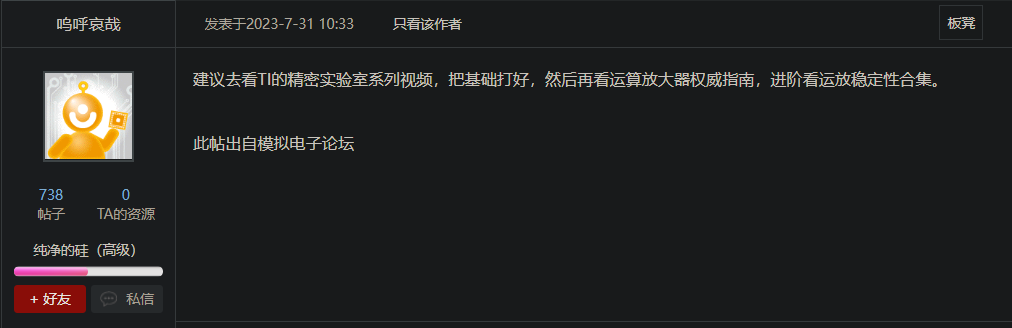 呜呼哀哉
发表于2023-7-31 10:33
只看该作者
板凳
建议去看TI的精密实验室系列视频，把基础打好，然后再看运算放大器权威指南，进阶看运放稳定性合集。
此帖出自模拟电子论坛
738
0
帖子
TA的资源
纯净的硅（高级）
+ 好友
私信